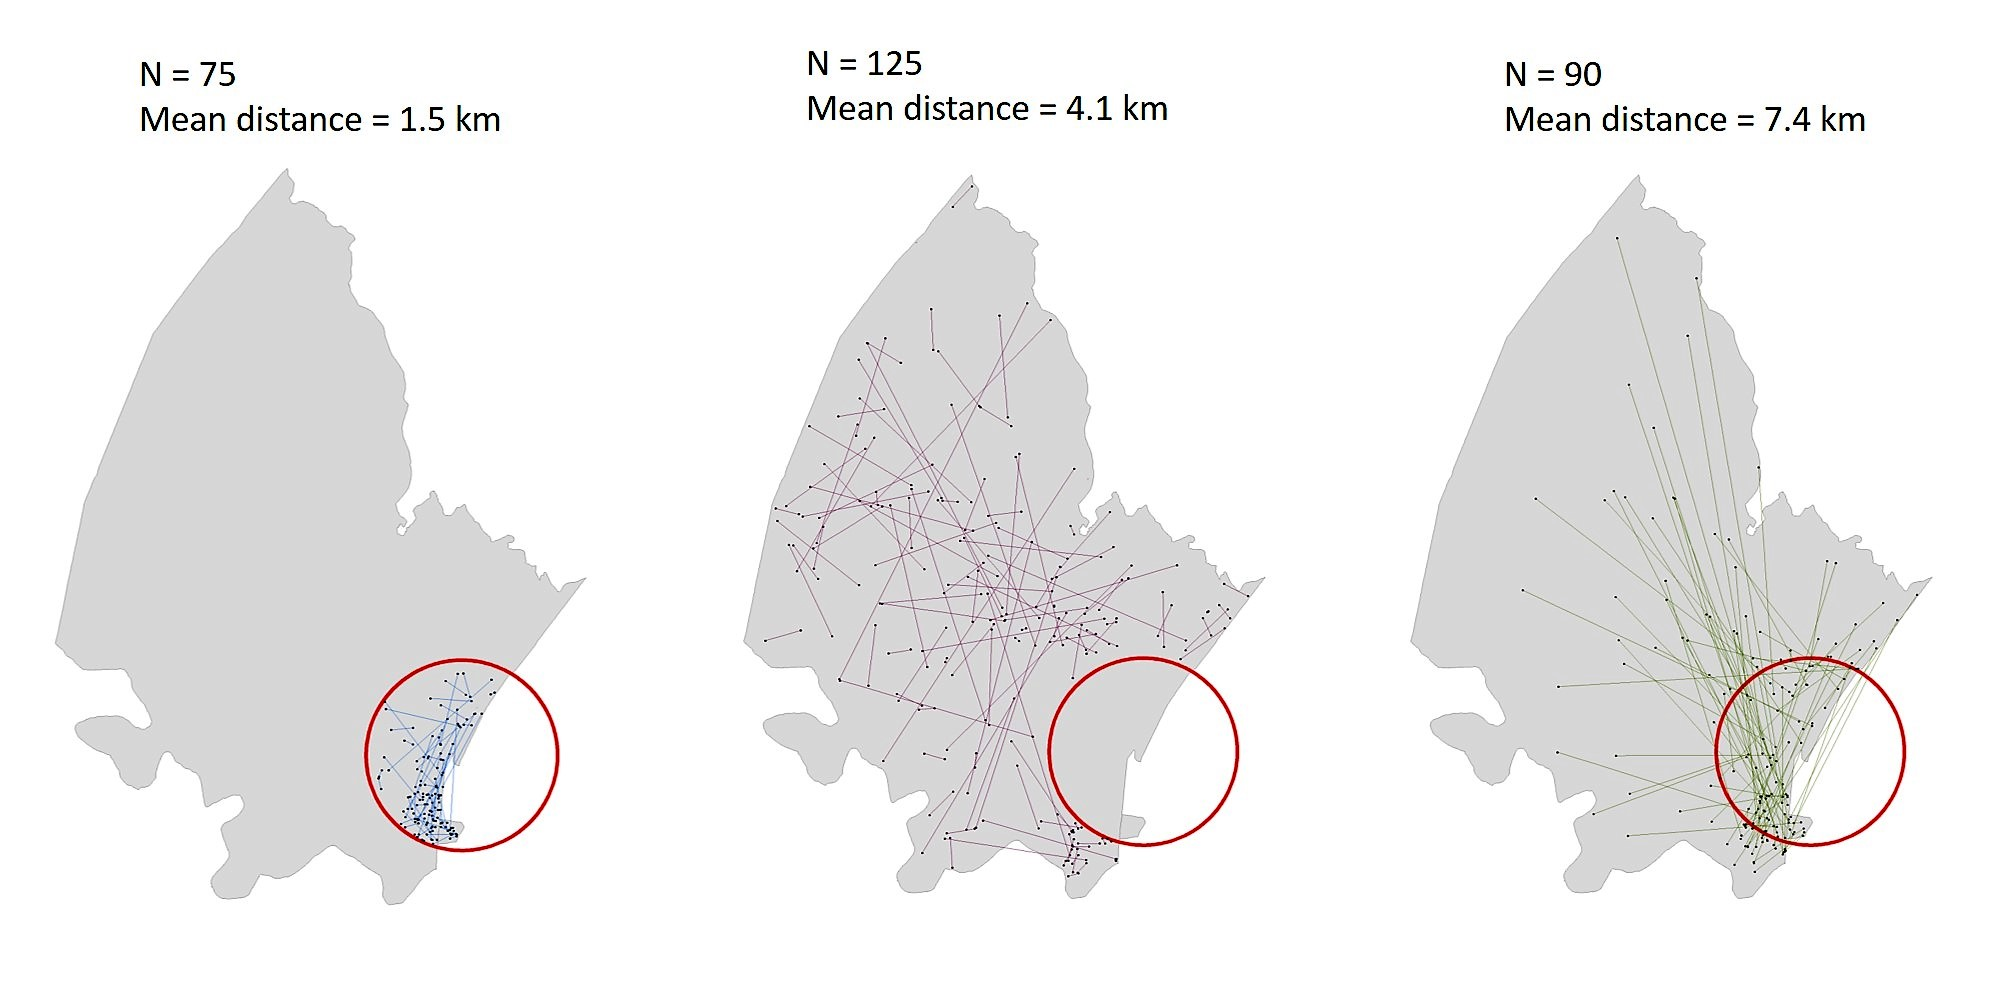 N = 75
Mean distance = 1.5 km
N = 125
Mean distance = 4.1 km
N = 90
Mean distance = 7.4 km